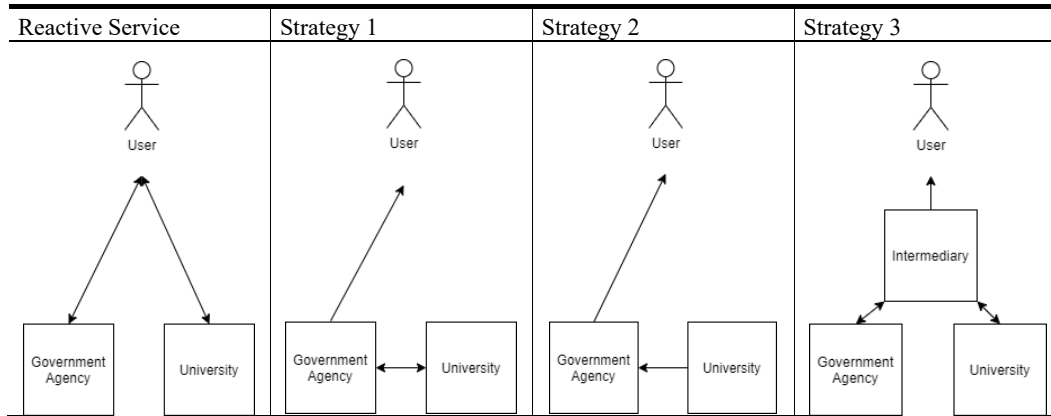 Reactive Service
Strategy 1
Strategy 2
Strategy 3
User
User
User
User
Intermediary
Government
Agency
University
Government
Agency
University
Government
Agency
University
Government
Agency
University